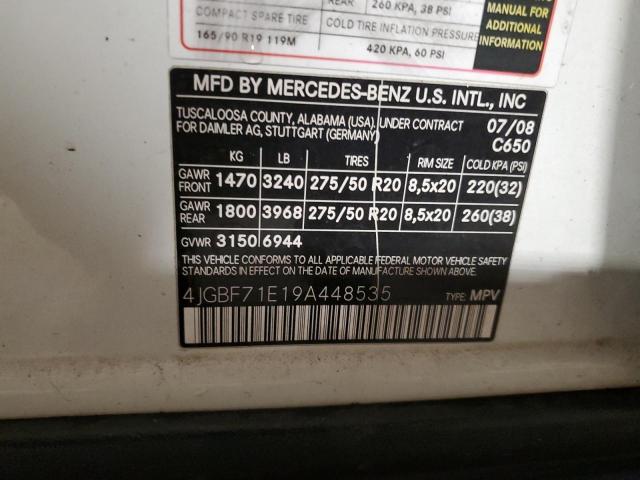 REAR 260 KPA, 38 PSI
COMPACT SPARE TIRE COLD TIRE INFLATION PRESSURE
165/90 R19 119M 420 KPA, 60 PSI
MANUAL FOR
ADDITIONAL
INFORMATION
MFD BY MERCEDES-BENZ U.S. INTL., INC
TUSCALOOSA COUNTY, ALABAMA (USA), UNDER CONTRACT
FOR DAIMLER AG, STUTTGART (GERMANY)
07/08
C650
KG LB TIRES RIM SIZE COLD KPA (PSI)
GAWR FRONT 1470 3240 275/50 R20 8,5x20 220(32)
GAWR REAR 1800 3968 275/50 R20 8,5x20 260(38)
GVWR 3150 6944
THIS VEHICLE CONFORMS TO ALL APPLICABLE FEDERAL MOTOR VEHICLE SAFETY
STANDARDS IN EFFECT ON THE DATE OF MANUFACTURE SHOWN ABOVE.
4JGBF71E19A448535 TYPE: MPV